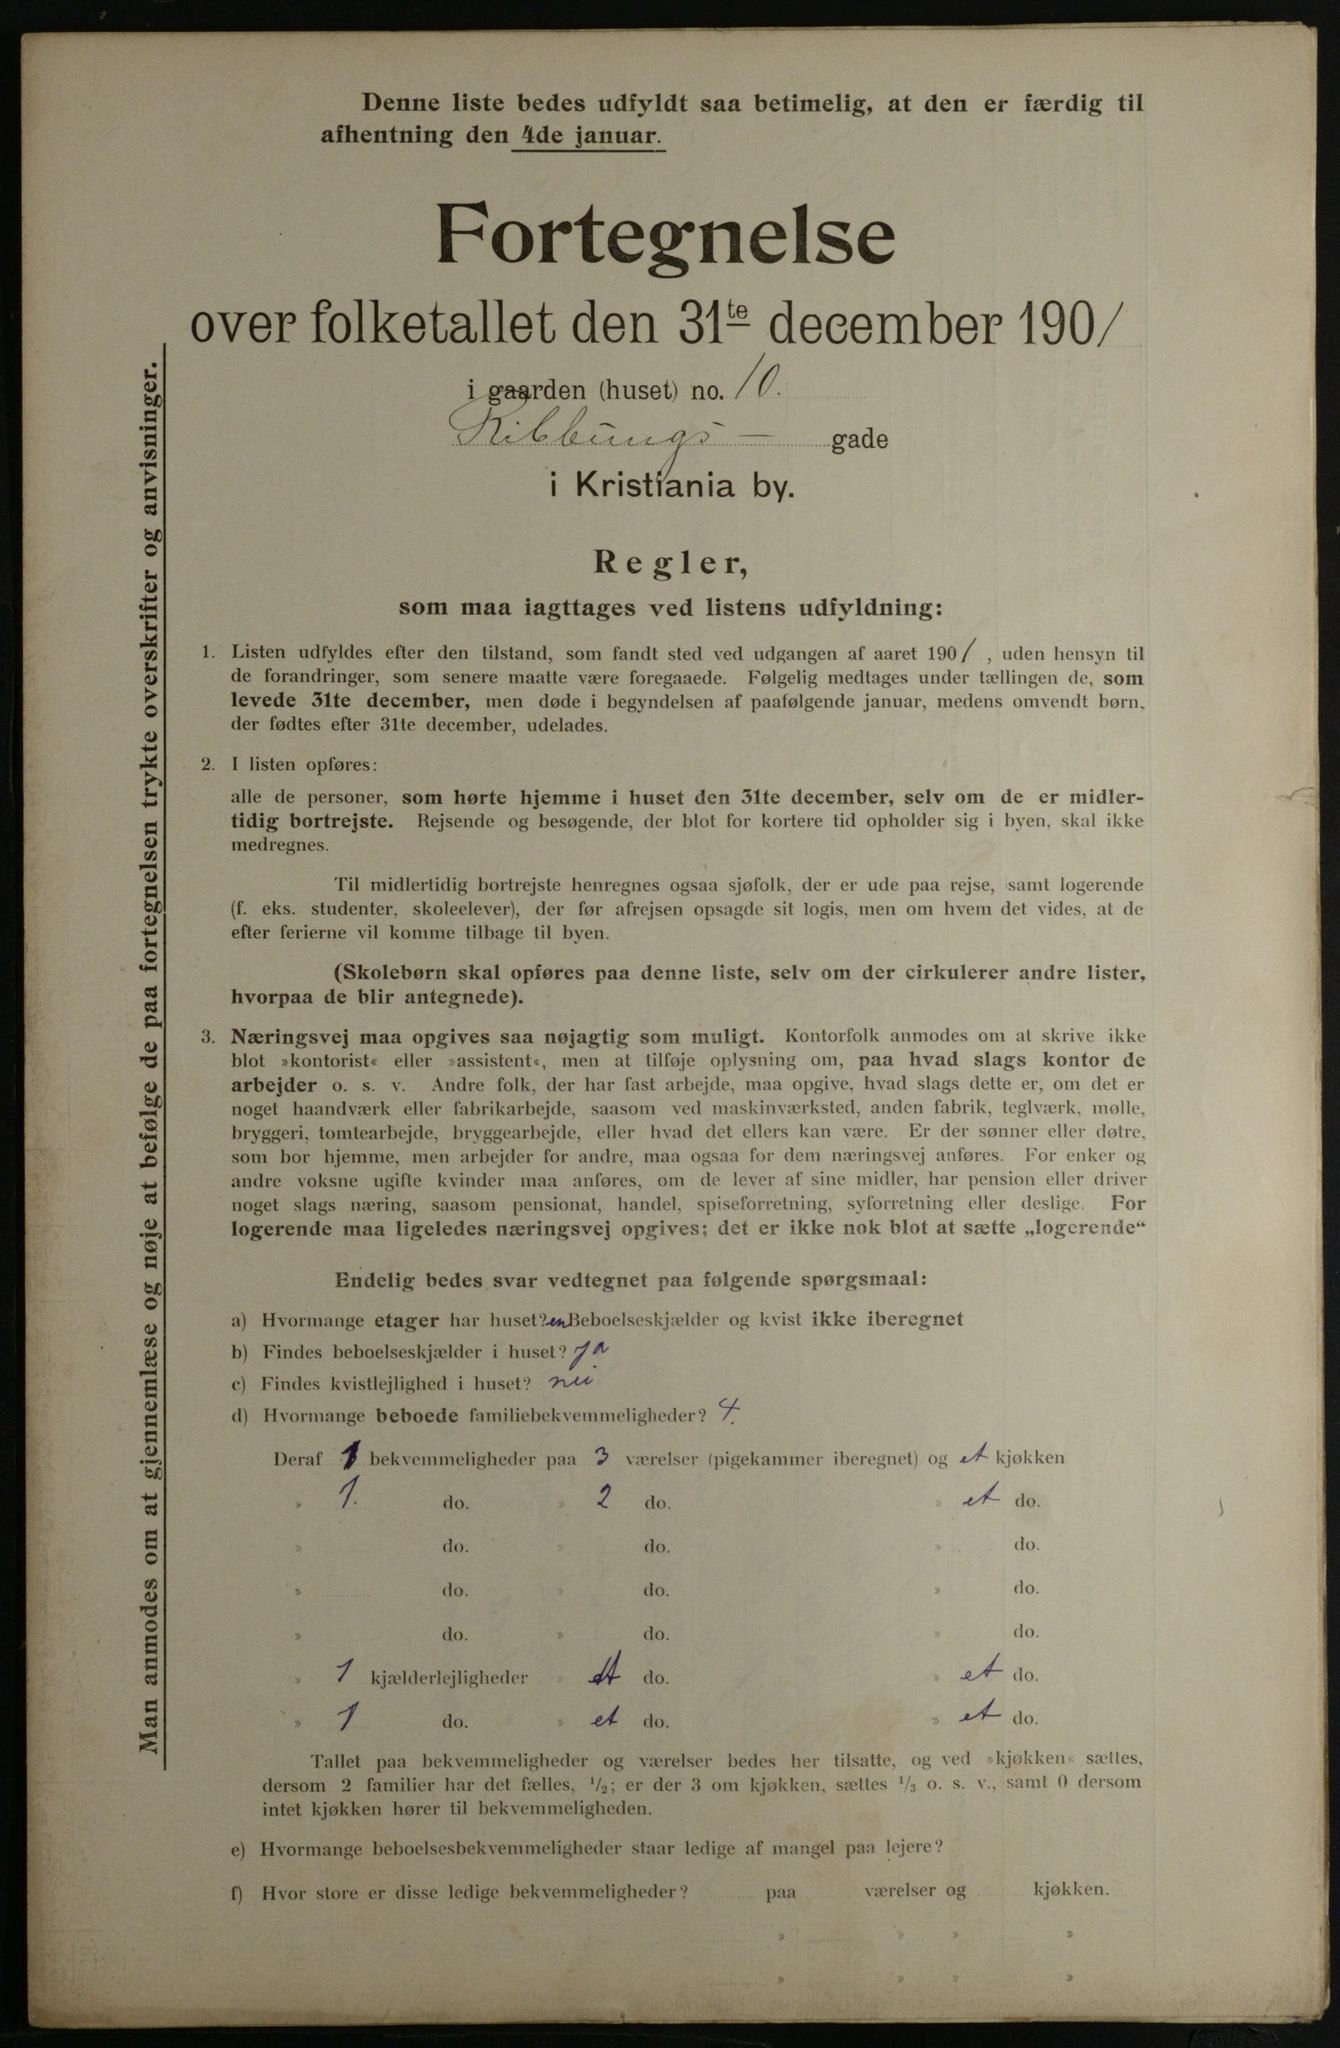 Denne liste bedes udfyldt saa betimelig, at den er færdig til
afhentning den 4de januar.
Fortegnelse
over folketallet den 31te december 1901
i gaarden (huset) no. 10.
Ribbungs — gade
i Kristiania by.
Regler,
som maa iagttages ved listens udfyldning:
1. Listen udfyldes efter den tilstand, som fandt sted ved udgangen af aaret 1901, uden hensyn til
de forandringer, som senere maatte være foregaaede. Følgelig medtages under tællingen de, som
levede 31te december, men døde i begyndelsen af paafølgende januar, medens omvendt børn,
der fødtes efter 31te december, udelades.
2. I listen opføres:
alle de personer, som hørte hjemme i huset den 31te december, selv om de er midler-
tidig bortrejste. Rejsende og besøgende, der blot for kortere tid opholder sig i byen, skal ikke
medregnes.
Til midlertidig bortrejste henregnes ogsaa sjøfolk, der er ude paa rejse, samt logerende
(f. eks. studenter, skoleelever), der før afrejsen opsagde sit logis, men om hvem det vides, at de
efter ferierne vil komme tilbage til byen.
(Skolebørn skal opføres paa denne liste, selv om der cirkulerer andre lister,
hvorpaa de blir antegnede).
3. Næringsvej maa opgives saa nøjagtig som muligt. Kontorfolk anmodes om at skrive ikke
blot »kontorist« eller »assistent«, men at tilføje oplysning om, paa hvad slags kontor de
arbejder o. s. v. Andre folk, der har fast arbejde, maa opgive, hvad slags dette er, om det er
noget haandværk eller fabrikarbejde, saasom ved maskinværksted, anden fabrik, teglværk, mølle,
bryggeri, tomtearbejde, bryggearbejde, eller hvad det ellers kan være. Er der sønner eller døtre,
som bor hjemme, men arbejder for andre, maa ogsaa for dem næringsvej anføres. For enker og
andre voksne ugifte kvinder maa anføres, om de lever af sine midler, har pension eller driver
noget slags næring, saasom pensionat, handel, spiseforretning, syforretning eller deslige. For
logerende maa ligeledes næringsvej opgives; det er ikke nok blot at sætte „logerende“
Endelig bedes svar vedtegnet paa følgende spørgsmaal:
a) Hvormange etager har huset? en Beboelseskjælder og kvist ikke iberegnet
b) Findes beboelseskjælder i huset? ja
c) Findes kvistlejlighed i huset? nei
d) Hvormange beboede familiebekvemmeligheder? 4.
Deraf 1 bekvemmeligheder paa 3 værelser (pigekammer iberegnet) og et kjøkken
» 1. do. » 2 do. » et do.
» do. » do. » do.
» do. » do. » do.
» do. » do. » do.
» 1 kjælderlejligheder et do. » et do.
» 1 do. » et do. » et do.
Tallet paa bekvemmeligheder og værelser bedes her tilsatte, og ved »kjøkken« sættes,
dersom 2 familier har det fælles, 1/2; er der 3 om kjøkken, sættes 1/3 o. s. v., samt 0 dersom
intet kjøkken hører til bekvemmeligheden.
e) Hvormange beboelsesbekvemmeligheder staar ledige af mangel paa lejere?
f) Hvor store er disse ledige bekvemmeligheder? paa værelser og kjøkken.
» » » »
» » » »
Man anmodes om at gjennemlæse og nøje at befølge de paa fortegnelsen trykte overskrifter og anvisninger.